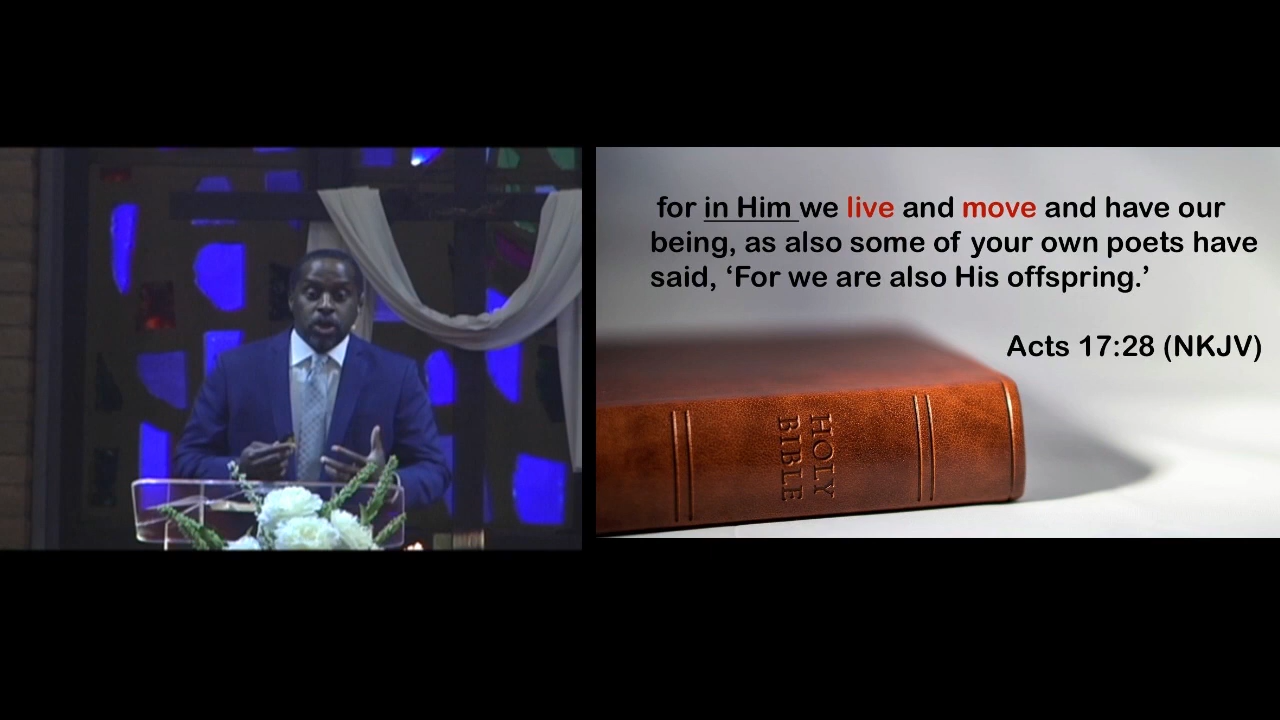 for in Him we live and move and have our
being, as also some of your own poets have
said, ‘For we are also His offspring.’
Acts 17:28 (NKJV)
HOLY
BIBLE